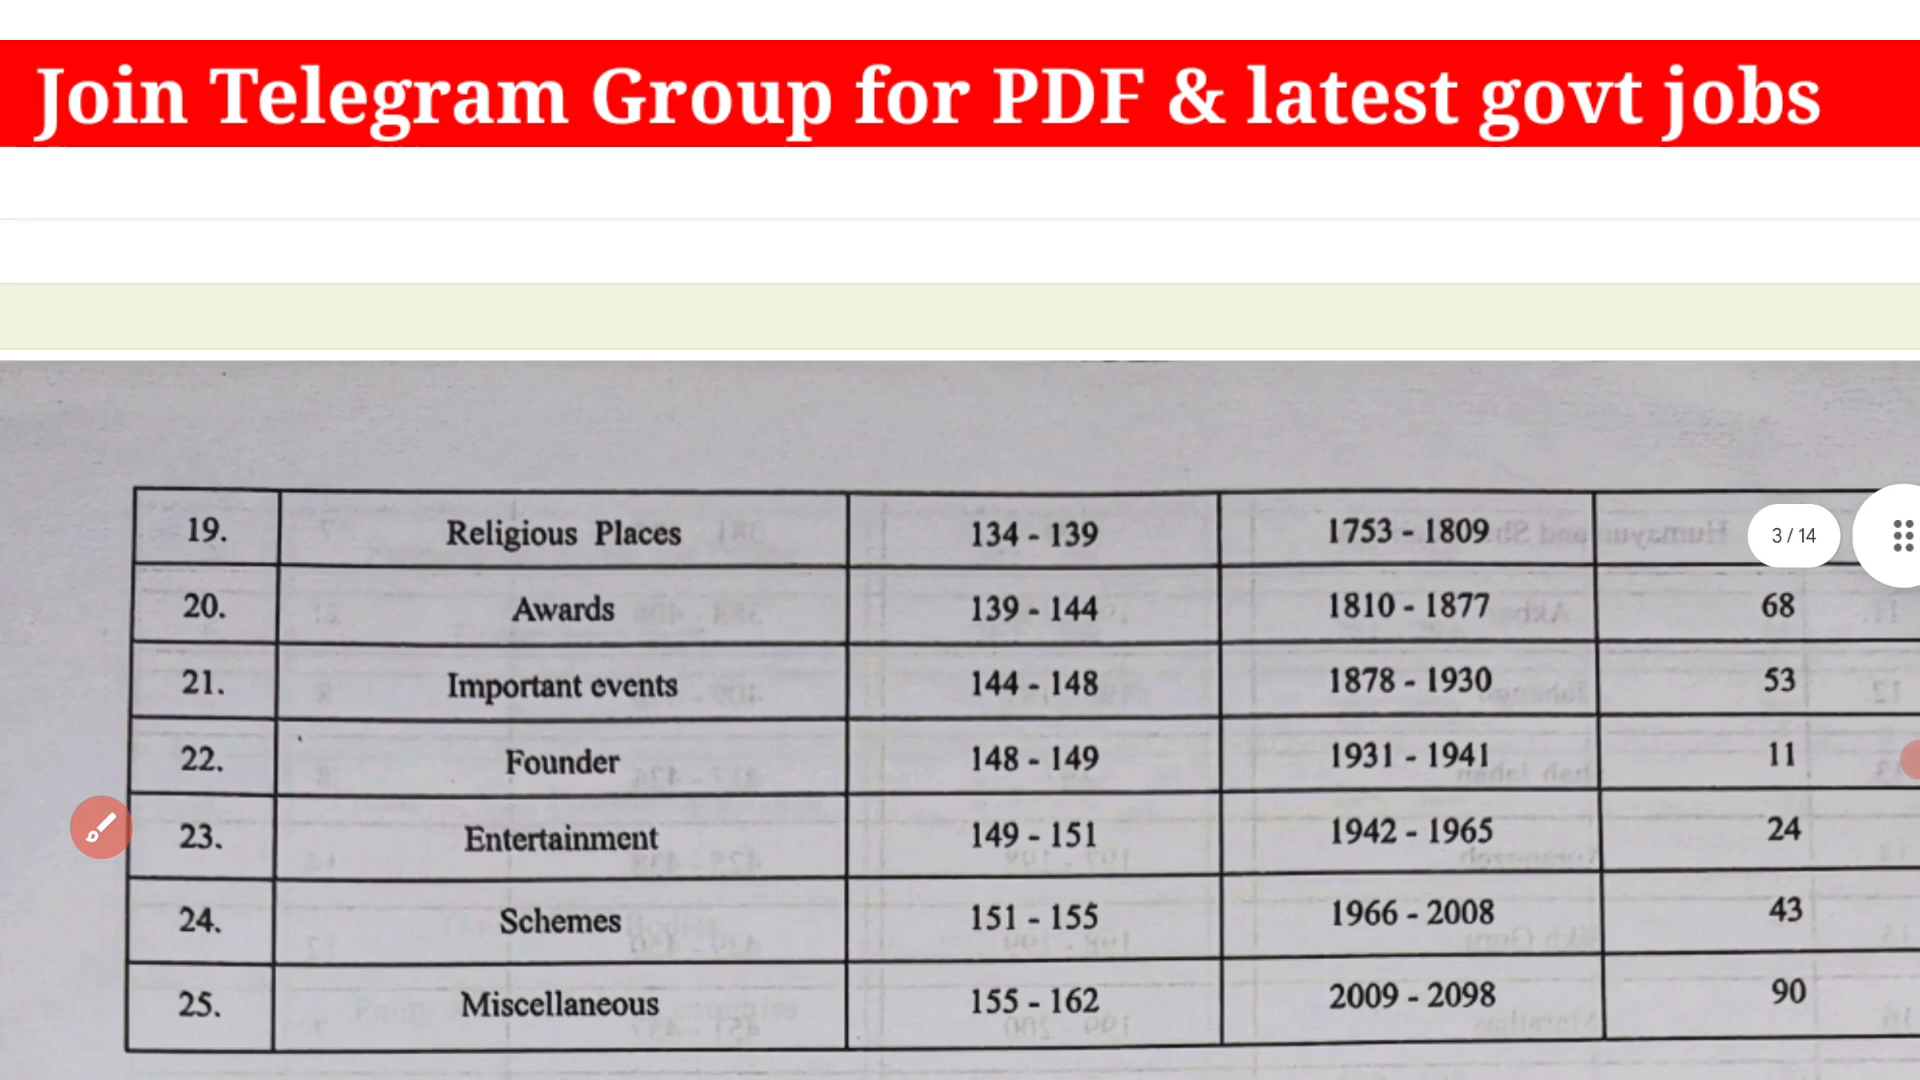 Join Telegram Group for PDF & latest govt jobs
19. Religious Places 134 - 139 1753 - 1809
3 / 14
20. Awards 139 - 144 1810 - 1877 68
21. Important events 144 - 148 1878 - 1930 53
22. Founder 148 - 149 1931 - 1941 11
23. Entertainment 149 - 151 1942 - 1965 24
24. Schemes 151 - 155 1966 - 2008 43
25. Miscellaneous 155 - 162 2009 - 2098 90